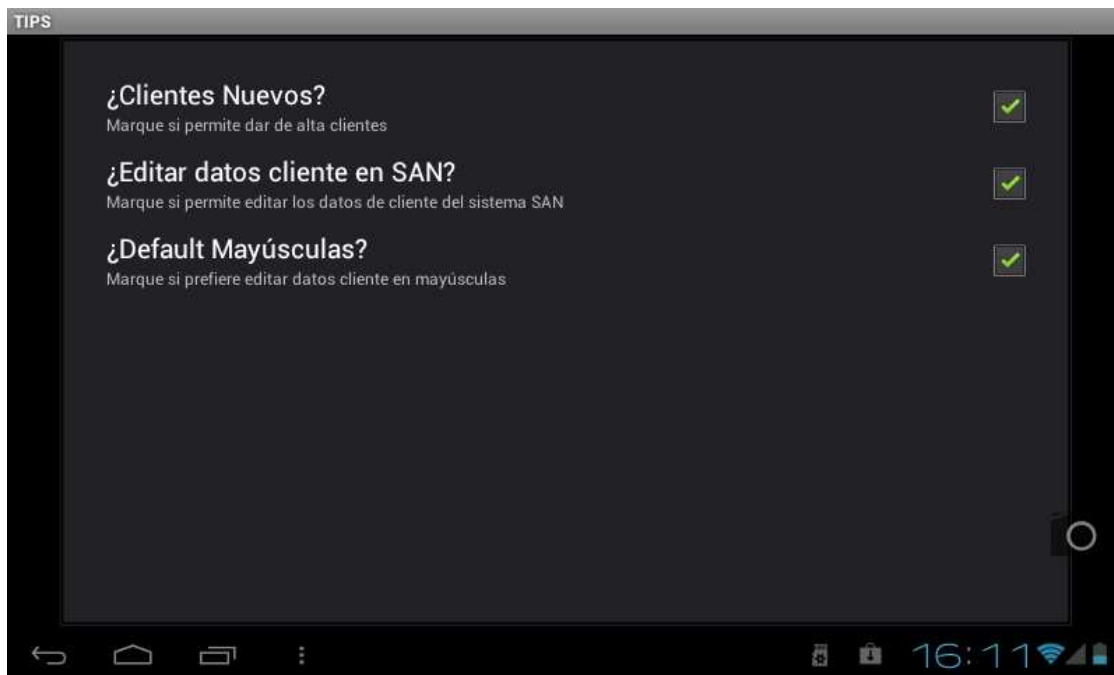 TIPS
¿Clientes Nuevos?
Marque si permite dar de alta clientes
¿Editar datos cliente en SAN?
Marque si permite editar los datos de cliente del sistema SAN
¿Default Mayúsculas?
Marque si prefiere editar datos cliente en mayúsculas
16:11